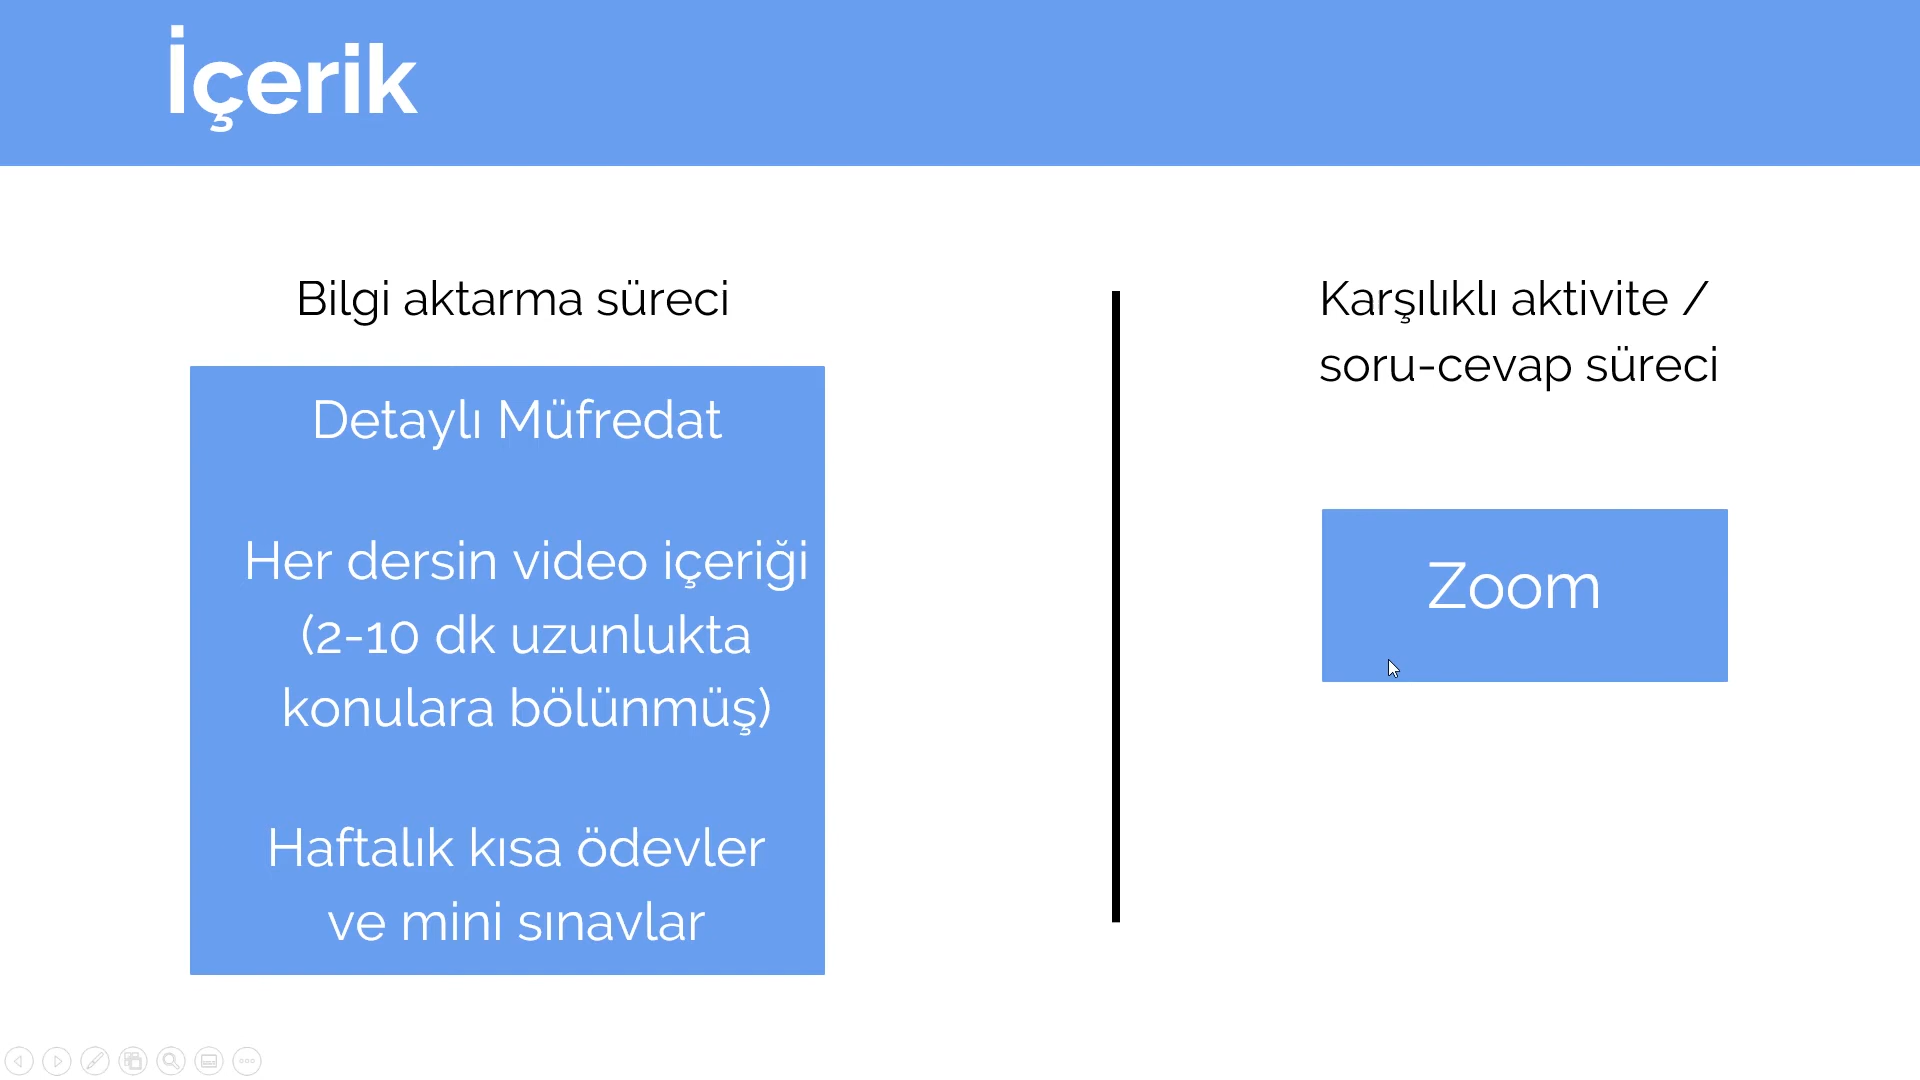 İçerik
Bilgi aktarma süreci
Detaylı Müfredat
Her dersin video içeriği
(2-10 dk uzunlukta
konulara bölünmüş)
Haftalık kısa ödevler
ve mini sınavlar
Karşılıklı aktivite /
soru-cevap süreci
Zoom